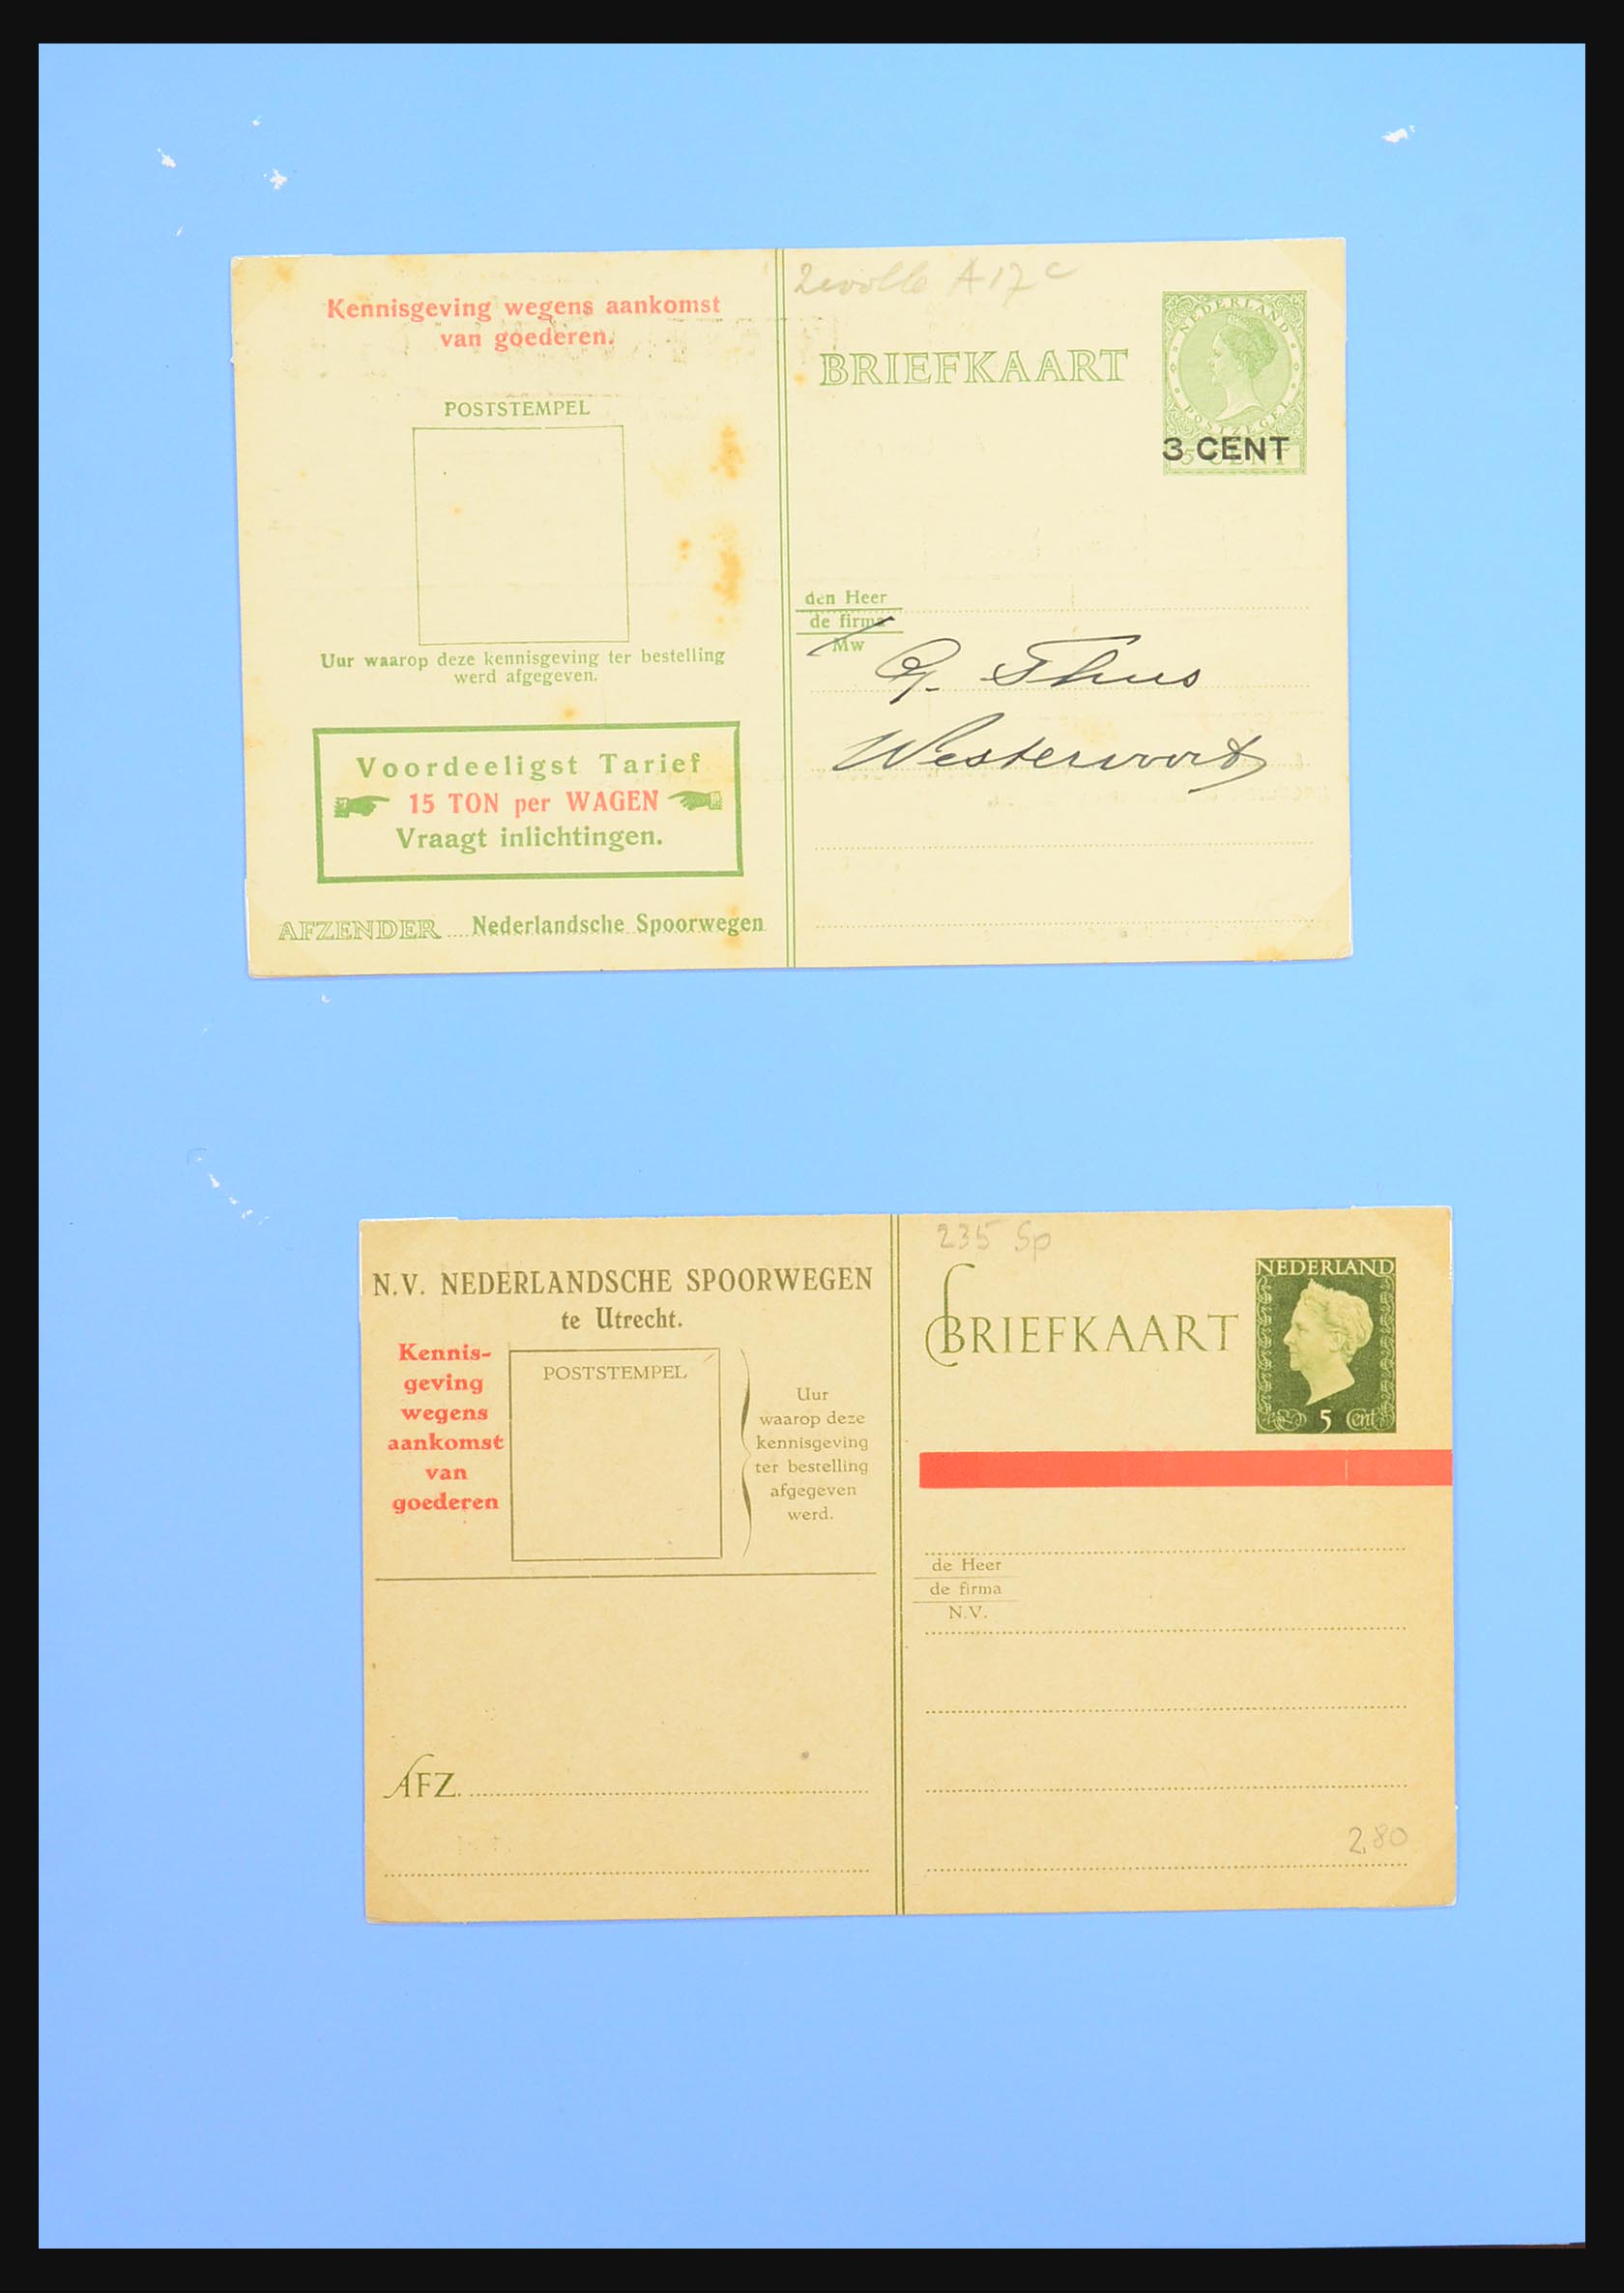 Kennisgeving wegens aankomst
van goederen.
POSTSTEMPEL
Uur waarop deze kennisgeving ter bestelling
werd afgegeven.
Voordeeligst Tarief
15 TON per WAGEN
Vraagt inlichtingen.
AFZENDER Nederlandsche Spoorwegen
A17c
BRIEFKAART
NEDERLAND
POSTZEGEL
5 CENT
3 CENT
den Heer
de firma
Mw
G. Thus
Westervoort
N.V. NEDERLANDSCHE SPOORWEGEN
te Utrecht.
Kennis-
geving
wegens
aankomst
van
goederen
POSTSTEMPEL
Uur
waarop deze
kennisgeving
ter bestelling
afgegeven
werd.
AFZ.
235 Sp
BRIEFKAART
NEDERLAND
5 Cent
de Heer
de firma
N.V.
2,80